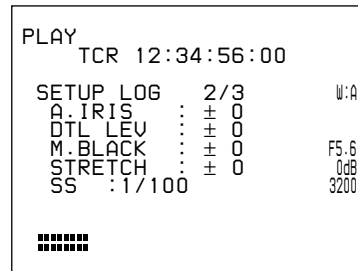 PLAY
TCR 12:34:56:00
SETUP LOG 2/3 W:A
A.IRIS : ± 0
DTL LEV : ± 0
M.BLACK : ± 0 F5.6
STRETCH : ± 0 0dB
SS :1/100 3200